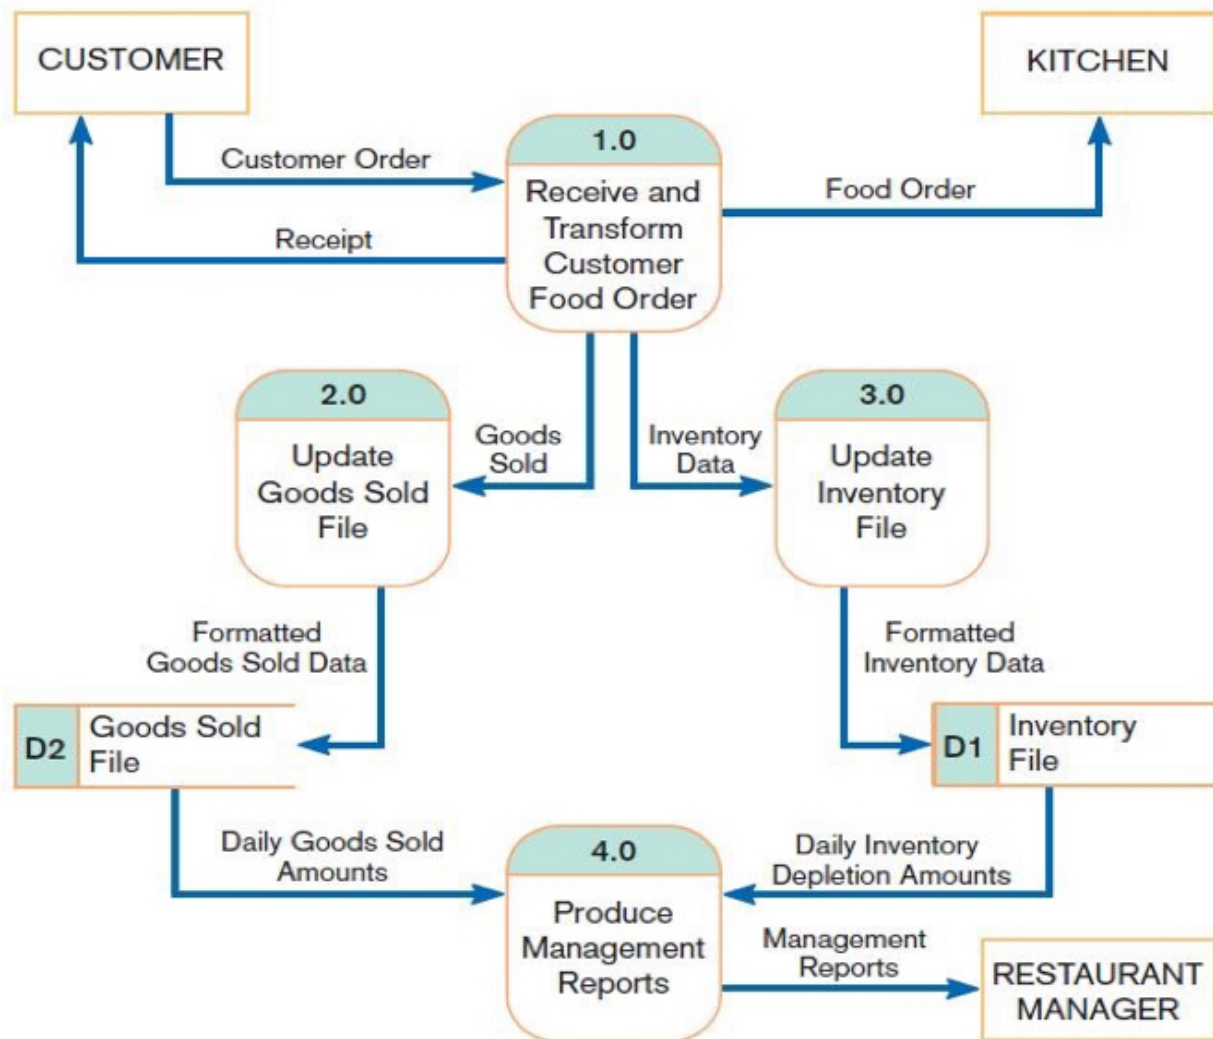 CUSTOMER
KITCHEN
Customer Order
Receipt
1.0
Receive and
Transform
Customer
Food Order
Food Order
2.0
Update
Goods Sold
File
Goods
Sold
Inventory
Data
3.0
Update
Inventory
File
Formatted
Goods Sold Data
Formatted
Inventory Data
D2
Goods Sold
File
D1
Inventory
File
Daily Goods Sold
Amounts
4.0
Produce
Management
Reports
Daily Inventory
Depletion Amounts
Management
Reports
RESTAURANT
MANAGER